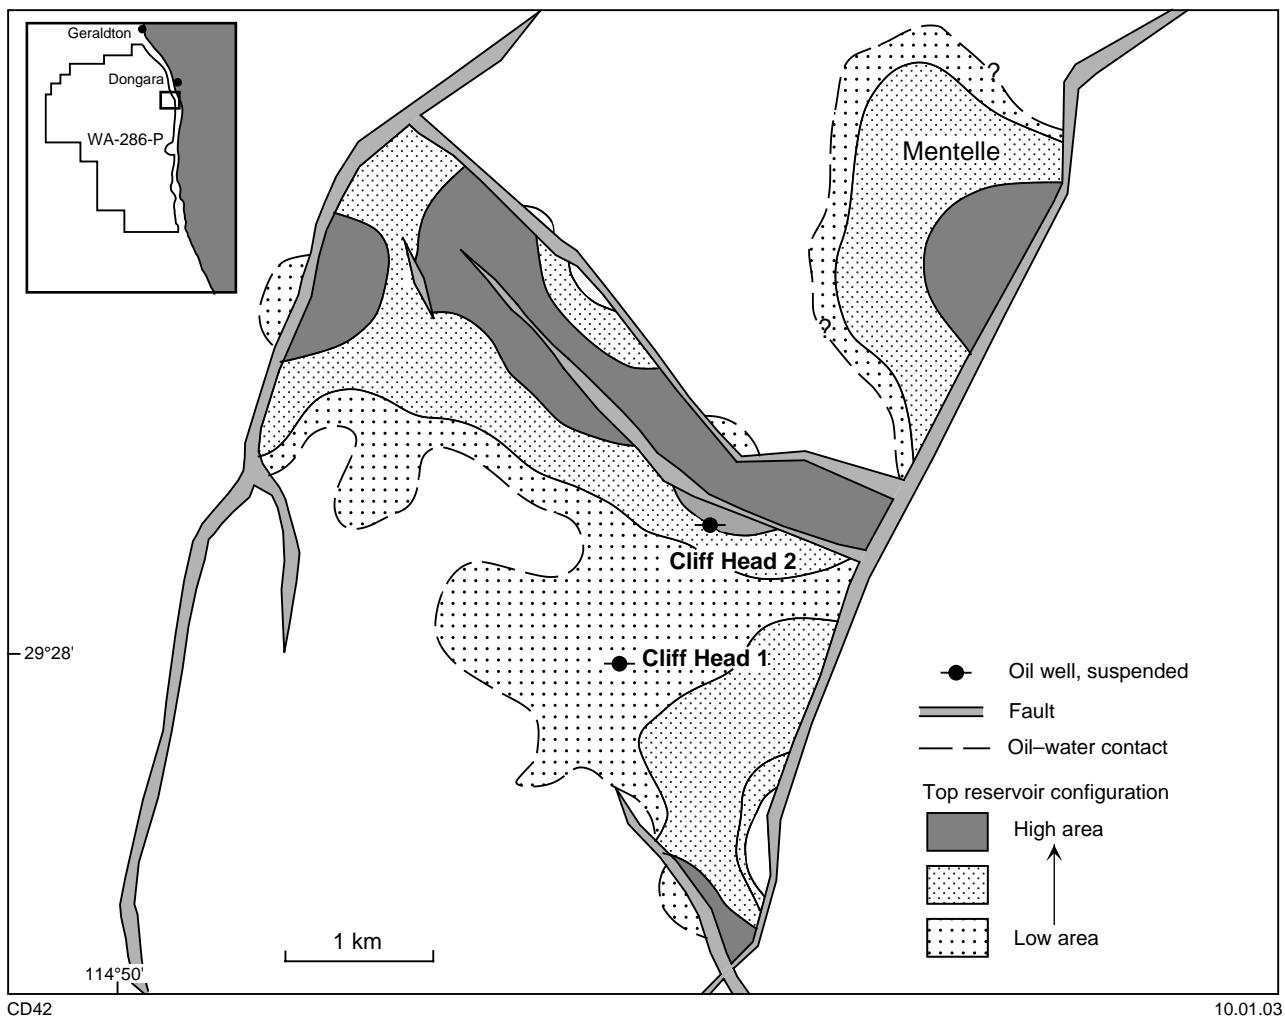 Geraldton
Dongara
WA-286-P
?
Mentelle
?
Cliff Head 2
Cliff Head 1
29°28'
Oil well, suspended
Fault
Oil–water contact
Top reservoir configuration
High area
Low area
1 km
114°50'
CD42
10.01.03